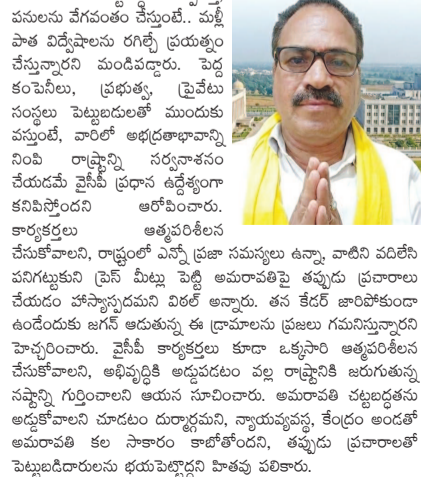 పనులను వేగవంతం చేస్తుంటే.. మళ్లీ
పాత విద్వేషాలను రగిల్చే ప్రయత్నం
చేస్తున్నారని మండిపడ్డారు. పెద్ద
కంపెనీలు, ప్రభుత్వ, ప్రైవేటు
సంస్థలు పెట్టుబడులతో ముందుకు
వస్తుంటే, వారిలో అభద్రతాభావాన్ని
నింపి రాష్ట్రాన్ని సర్వనాశనం
చేయడమే వైసీపీ ప్రధాన ఉద్దేశ్యంగా
కనిపిస్తోందని ఆరోపించారు.
కార్యకర్తలు ఆత్మపరిశీలన
చేసుకోవాలని, రాష్ట్రంలో ఎన్నో ప్రజా సమస్యలు ఉన్నా, వాటిని వదిలేసి
పనిగట్టుకుని ప్రెస్ మీట్లు పెట్టి అమరావతిపై తప్పుడు ప్రచారాలు
చేయడం హాస్యాస్పదమని విఠల్ అన్నారు. తన కేడర్ జారిపోకుండా
ఉండేందుకు జగన్ ఆడుతున్న ఈ డ్రామాలను ప్రజలు గమనిస్తున్నారని
హెచ్చరించారు. వైసీపీ కార్యకర్తలు కూడా ఒక్కసారి ఆత్మపరిశీలన
చేసుకోవాలని, అభివృద్ధికి అడ్డుపడటం వల్ల రాష్ట్రానికి జరుగుతున్న
నష్టాన్ని గుర్తించాలని ఆయన సూచించారు. అమరావతి చట్టబద్ధతను
అడ్డుకోవాలని చూడటం దుర్మార్గమని, న్యాయవ్యవస్థ, కేంద్రం అండతో
అమరావతి కల సాకారం కాబోతోందని, తప్పుడు ప్రచారాలతో
పెట్టుబడిదారులను భయపెట్టొద్దని హితవు పలికారు.